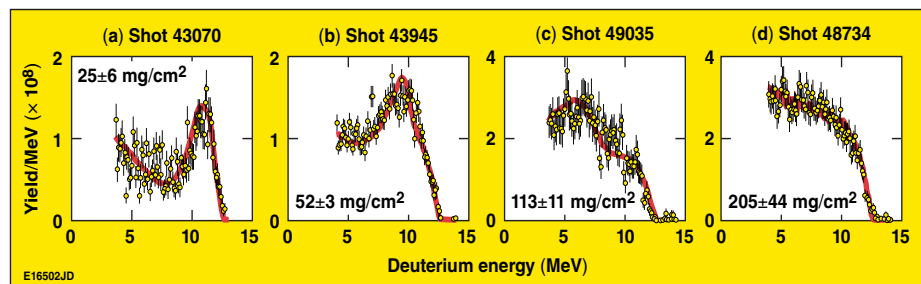 (a) Shot 43070
(b) Shot 43945
(c) Shot 49035
(d) Shot 48734
Yield/MeV (× 10⁸)
2
1
0
25±6 mg/cm²
0 5 10 15
2
1
0
52±3 mg/cm²
0 5 10 15
4
2
0
113±11 mg/cm²
0 5 10 15
4
2
0
205±44 mg/cm²
0 5 10 15
Deuterium energy (MeV)
E16502JD